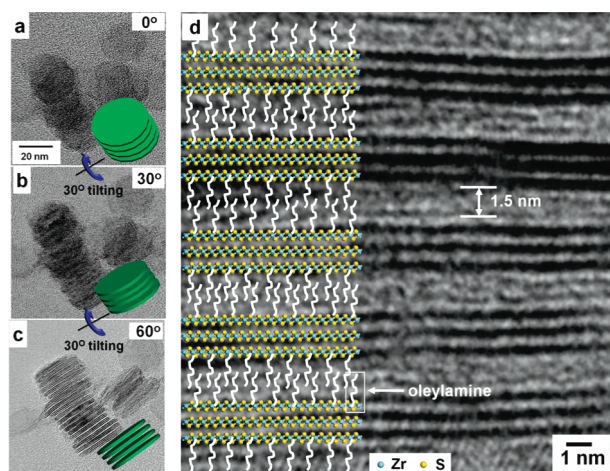 a
0°
20 nm
30° tilting
b
30°
30° tilting
c
60°
d
1.5 nm
oleylamine
Zr
S
1 nm